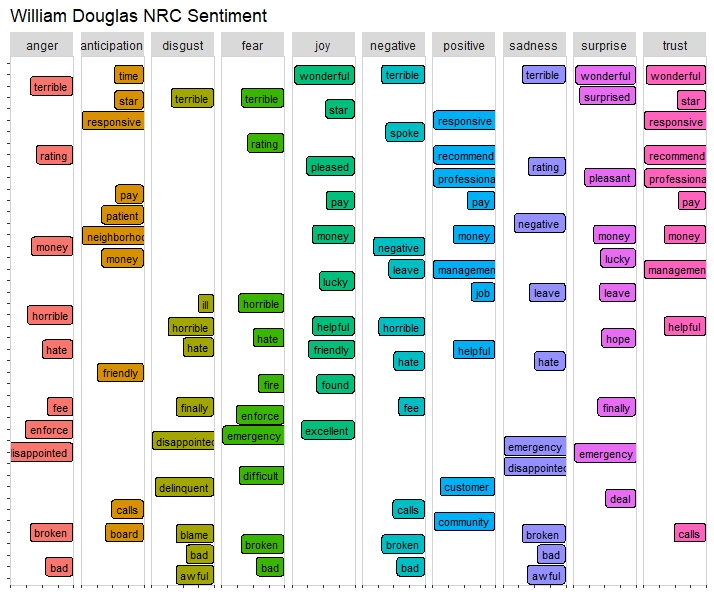 William Douglas NRC Sentiment
anger
terrible
rating
money
horrible
hate
fee
enforce
isappointed
broken
bad
anticipation
time
star
responsive
pay
patient
neighborhoo
money
friendly
calls
board
disgust
terrible
ill
horrible
hate
finally
disappointed
delinquent
blame
bad
awful
fear
terrible
rating
horrible
hate
fire
enforce
emergency
difficult
broken
bad
joy
wonderful
star
pleased
pay
money
lucky
helpful
friendly
found
excellent
negative
terrible
spoke
negative
leave
horrible
hate
fee
calls
broken
bad
positive
responsive
recommend
professiona
pay
money
managemen
job
helpful
customer
community
sadness
terrible
rating
negative
leave
hate
emergency
disappointed
broken
bad
awful
surprise
wonderful
surprised
pleasant
money
lucky
leave
hope
finally
emergency
deal
trust
wonderful
star
responsive
recommend
professiona
pay
money
managemen
helpful
calls